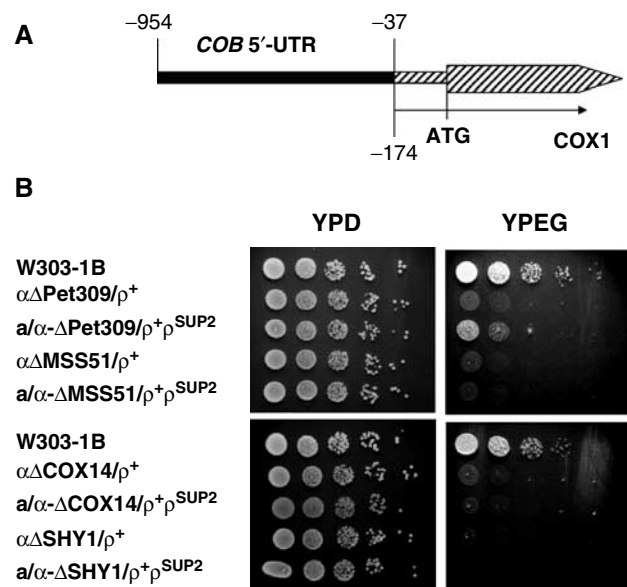 A
−954
COB 5′-UTR
−37
ATG
COX1
−174
B
YPD
YPEG
W303-1B
αΔPet309/ρ⁺
a/α-ΔPet309/ρ⁺ρˢᵁᴾ²
αΔMSS51/ρ⁺
a/α-ΔMSS51/ρ⁺ρˢᵁᴾ²
W303-1B
αΔCOX14/ρ⁺
a/α-ΔCOX14/ρ⁺ρˢᵁᴾ²
αΔSHY1/ρ⁺
a/α-ΔSHY1/ρ⁺ρˢᵁᴾ²